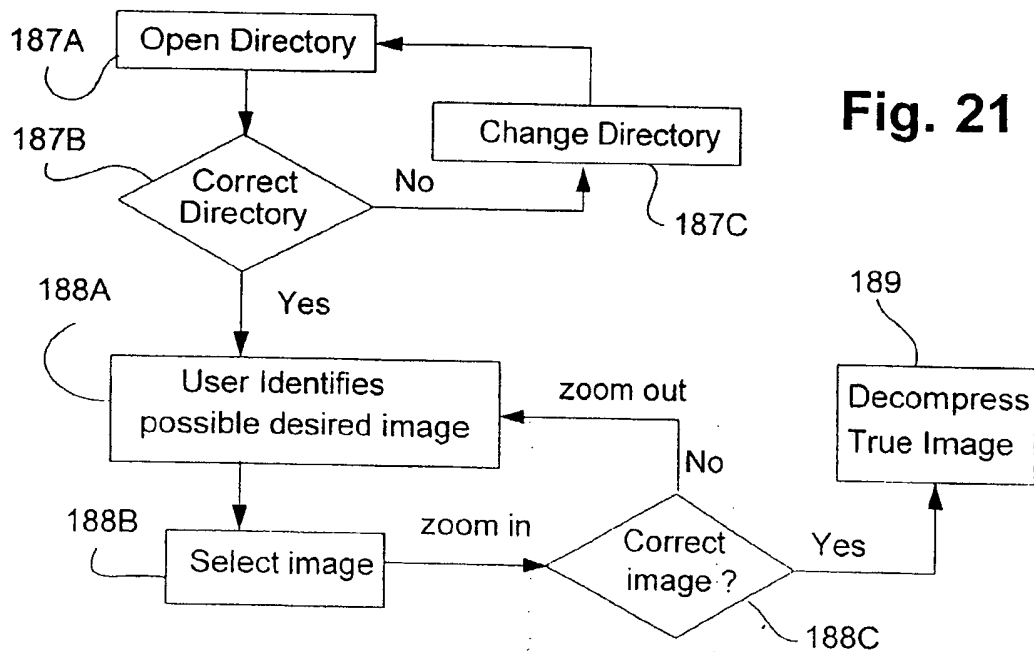 187A
Open Directory
Fig. 21
Change Directory
187B
Correct
Directory
No
187C
188A
Yes
189
User Identifies
possible desired image
zoom out
Decompress
True Image
No
188B
zoom in
Select image
Correct
image ?
Yes
188C